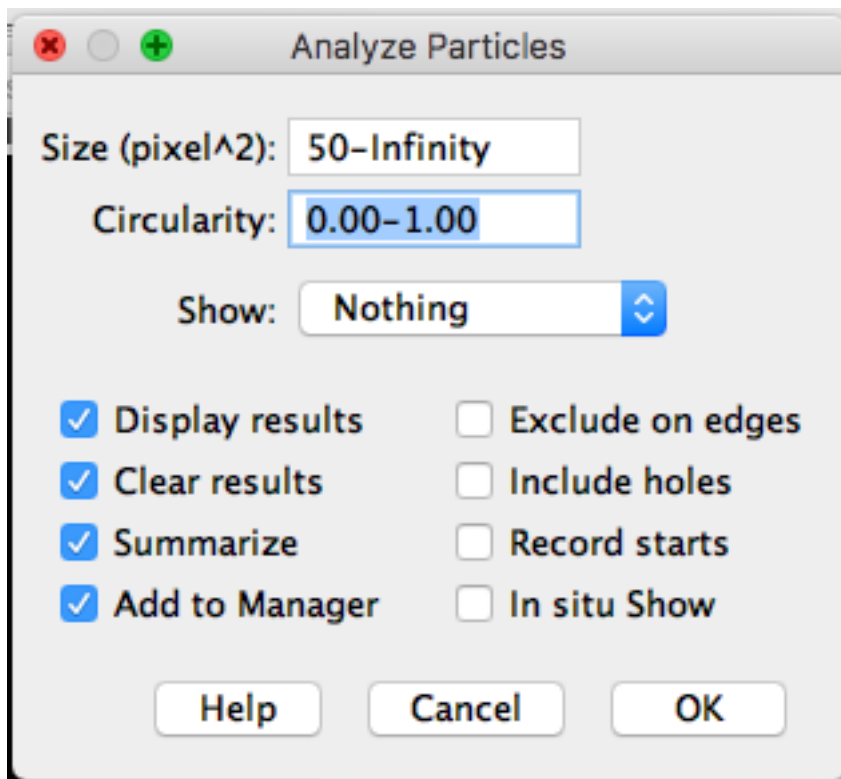 Analyze Particles
Size (pixel^2): 50-Infinity
Circularity: 0.00-1.00
Show: Nothing
Display results Exclude on edges
Clear results Include holes
Summarize Record starts
Add to Manager In situ Show
Help Cancel OK